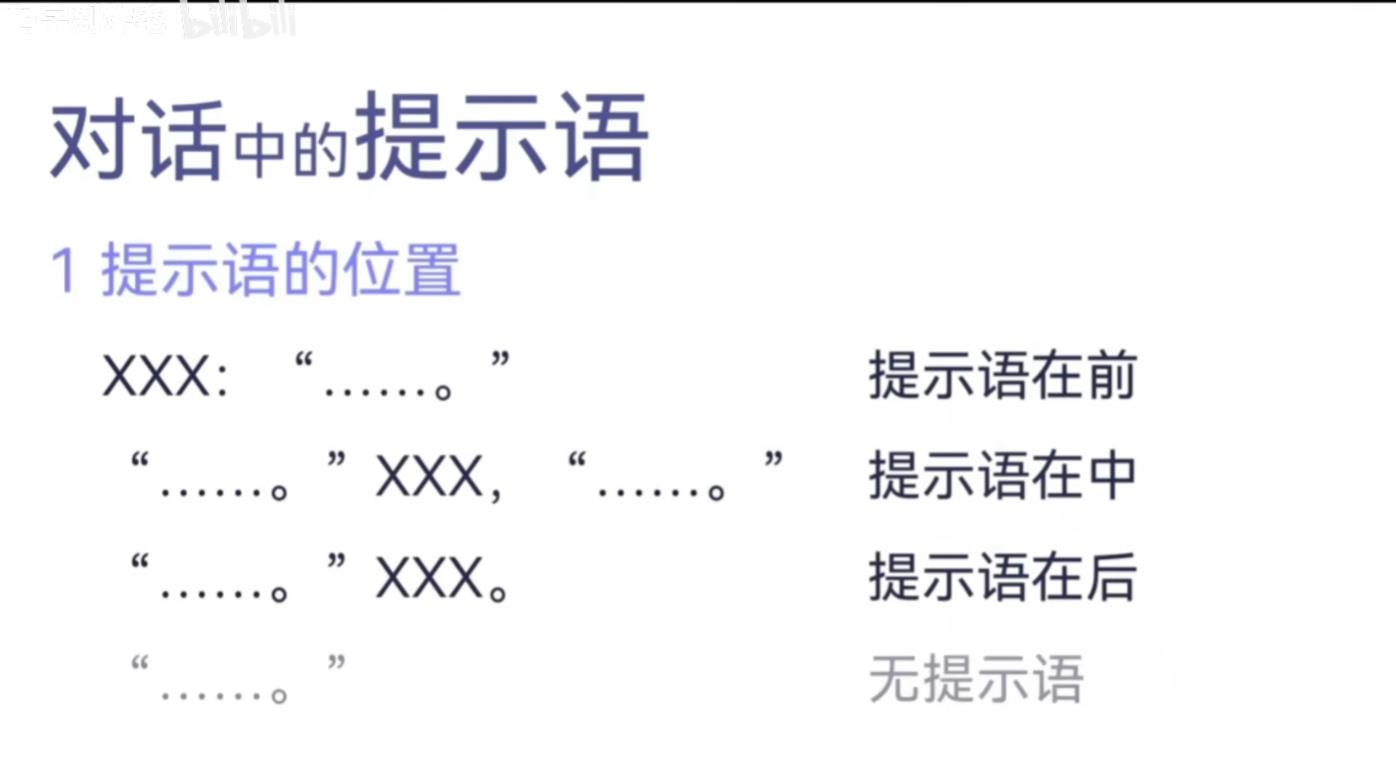 bilibili
对话中的提示语
1 提示语的位置
XXX: “......。” 提示语在前
“......。” XXX, “......。” 提示语在中
“......。” XXX。 提示语在后
“......。” 无提示语